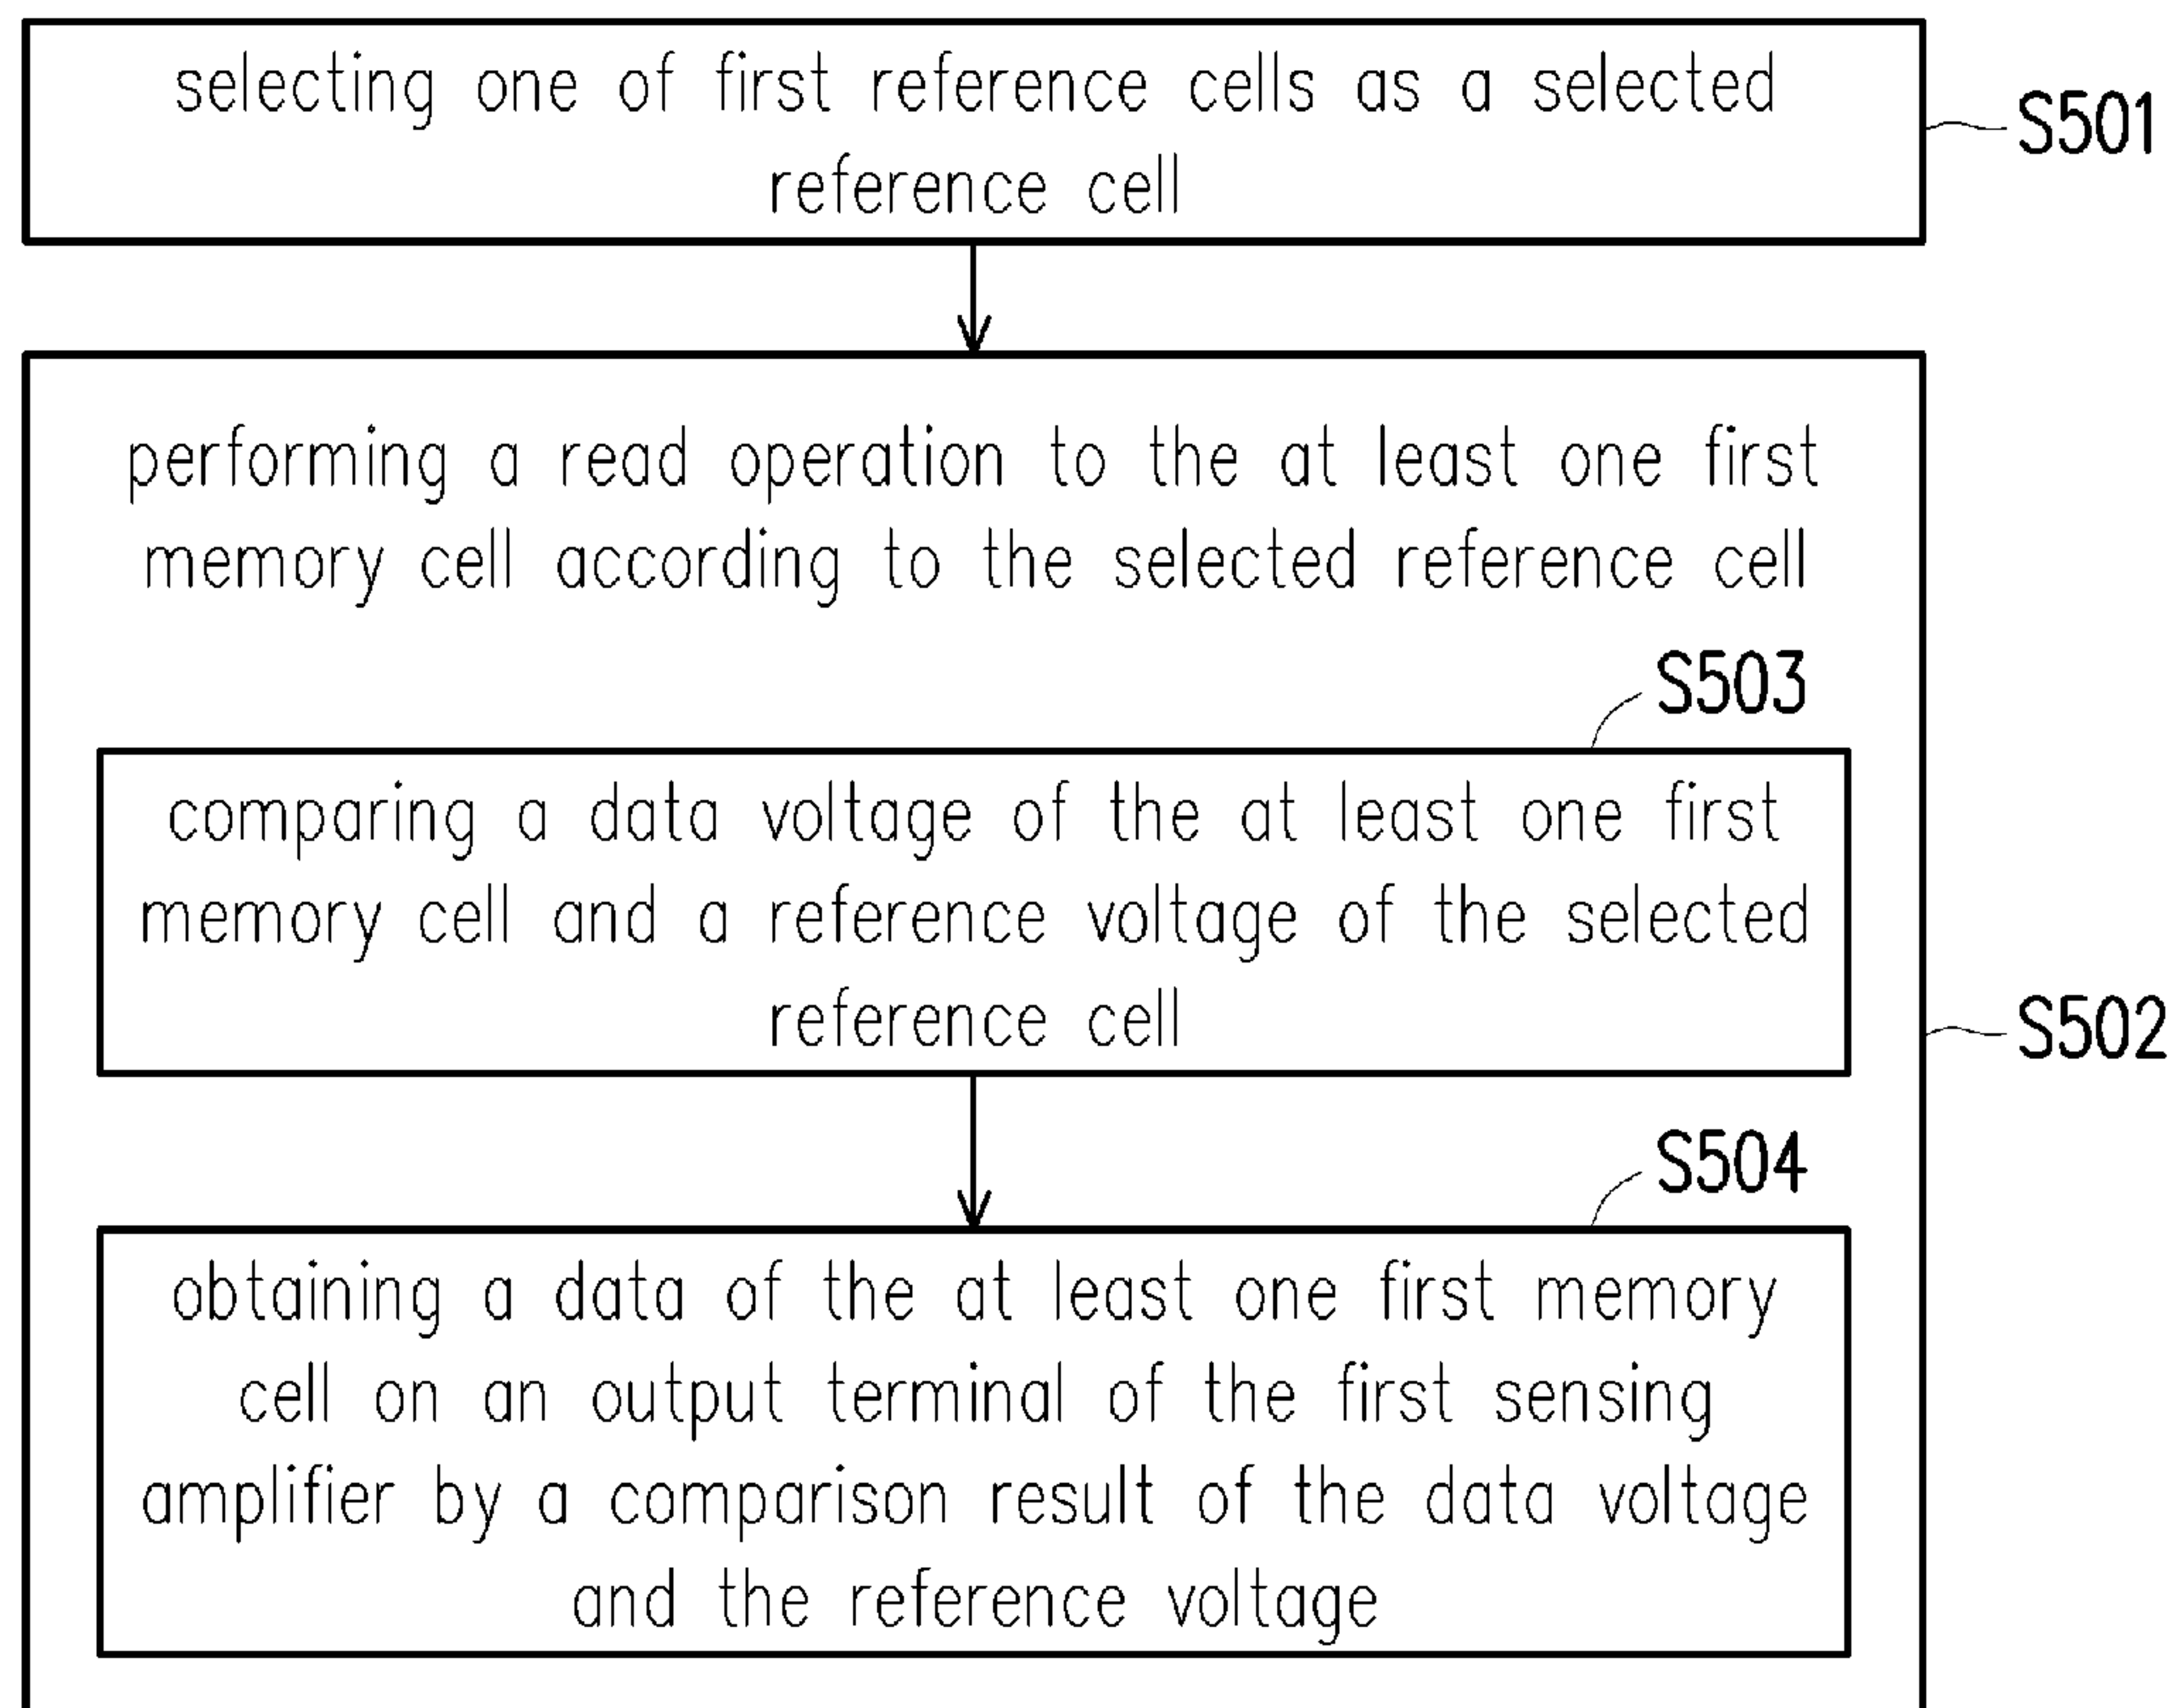 selecting one of first reference cells as a selected
reference cell
S501
performing a read operation to the at least one first
memory cell according to the selected reference cell
S503
comparing a data voltage of the at least one first
memory cell and a reference voltage of the selected
reference cell
S502
S504
obtaining a data of the at least one first memory
cell on an output terminal of the first sensing
amplifier by a comparison result of the data voltage
and the reference voltage